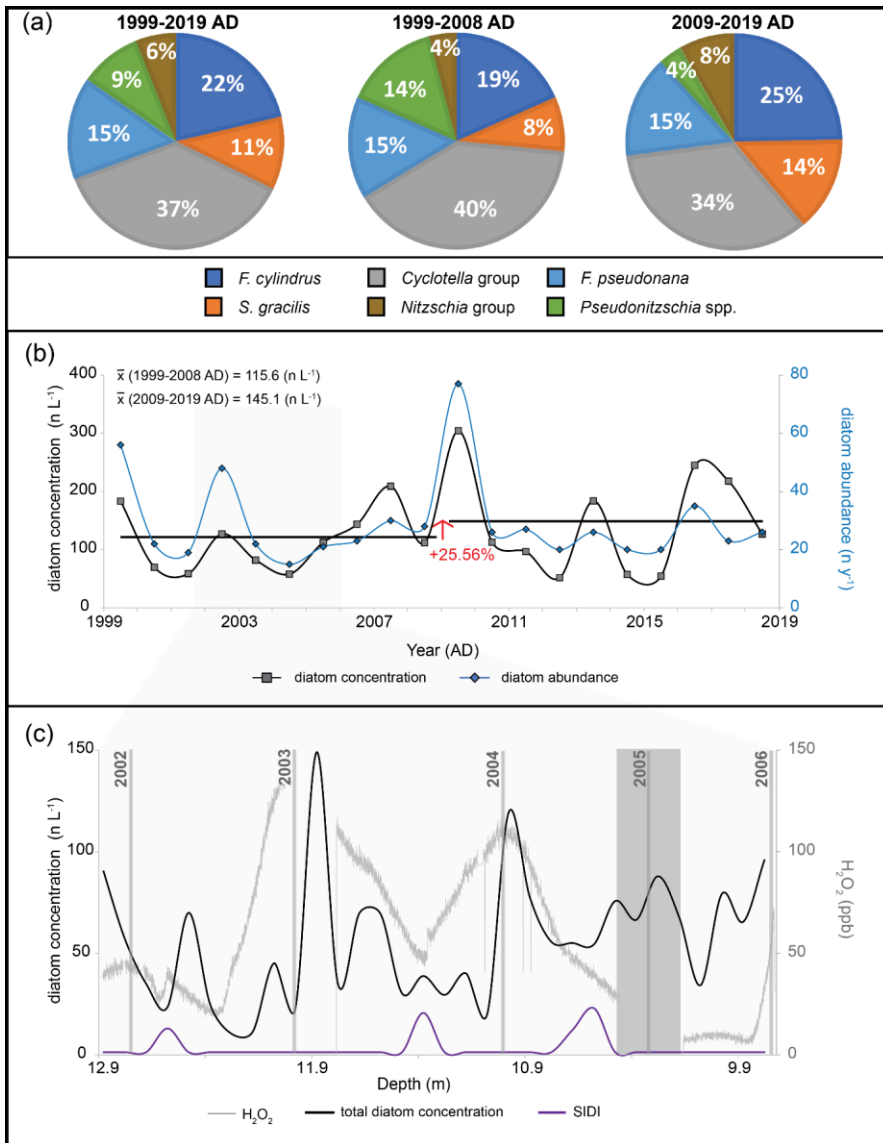 (a)
1999-2019 AD
1999-2008 AD
2009-2019 AD
6%
22%
9%
15%
11%
37%
4%
19%
14%
15%
8%
40%
8%
25%
4%
15%
14%
34%
F. cylindrus
Cyclotella group
F. pseudonana
S. gracilis
Nitzschia group
Pseudonitzschia spp.
(b)
x̅ (1999-2008 AD) = 115.6 (n L⁻¹)
x̅ (2009-2019 AD) = 145.1 (n L⁻¹)
diatom concentration (n L⁻¹)
400
300
200
100
0
80
60
40
20
0
diatom abundance (n y⁻¹)
+25.56%
1999 2003 2007 2011 2015 2019
Year (AD)
diatom concentration
diatom abundance
(c)
diatom concentration (n L⁻¹)
150
100
50
0
2002
2003
2004
2005
2006
150
100
50
0
H₂O₂ (ppb)
12.9 11.9 10.9 9.9
Depth (m)
H₂O₂
total diatom concentration
SIDI